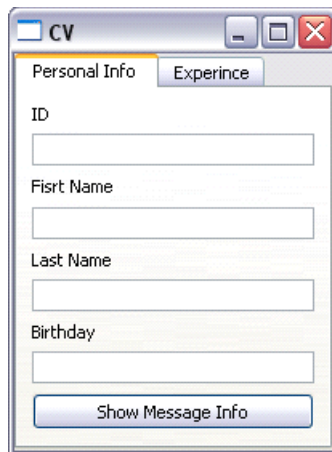 CV
Personal Info Experince
ID
Fisrt Name
Last Name
Birthday
Show Message Info